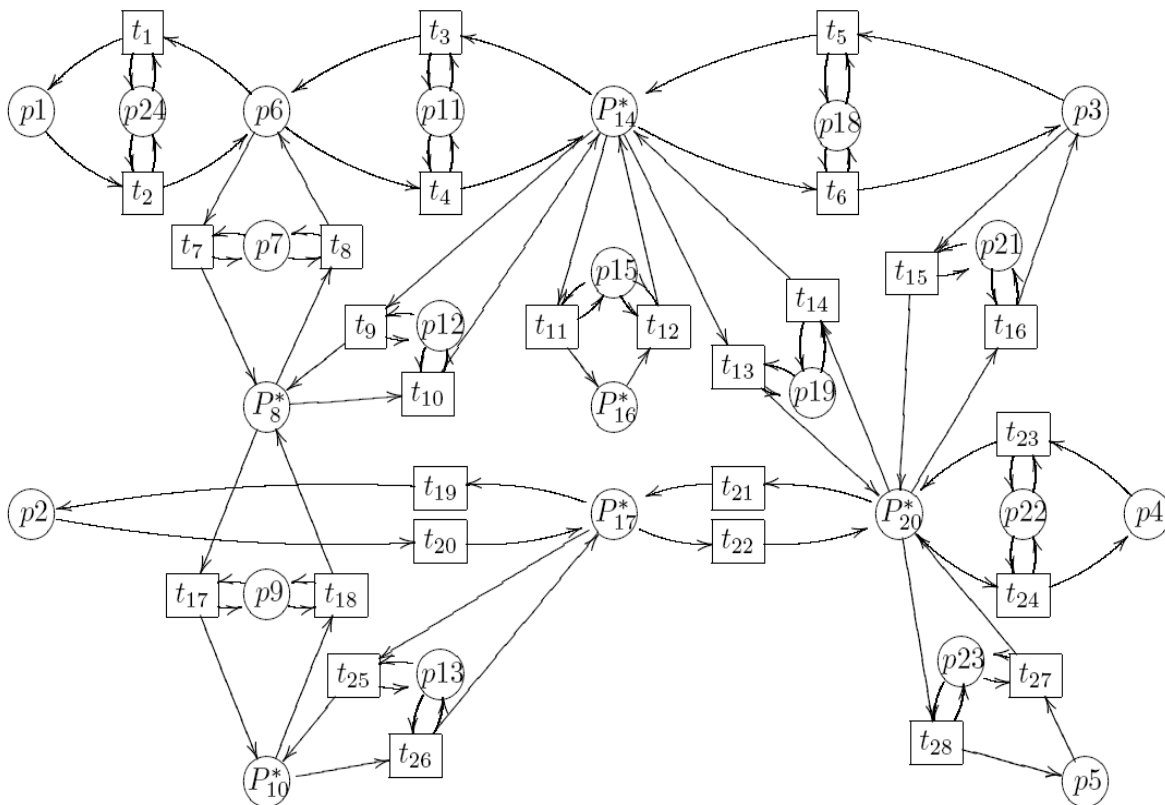 t1 t3 t5
p1 p24 p6 p11 P*14 p18 p3
t2 t4 t6
t7 p7 t8 t11 p15 t12 t14 t15 p21 t16
t9 p12 t10 t13 p19
P*8 P*16
t19 t21 t23
p2 P*17 P*20 p22 p4
t20 t22 t24
t17 p9 t18
t25 p13 p23 t27
t26 t28
P*10 p5